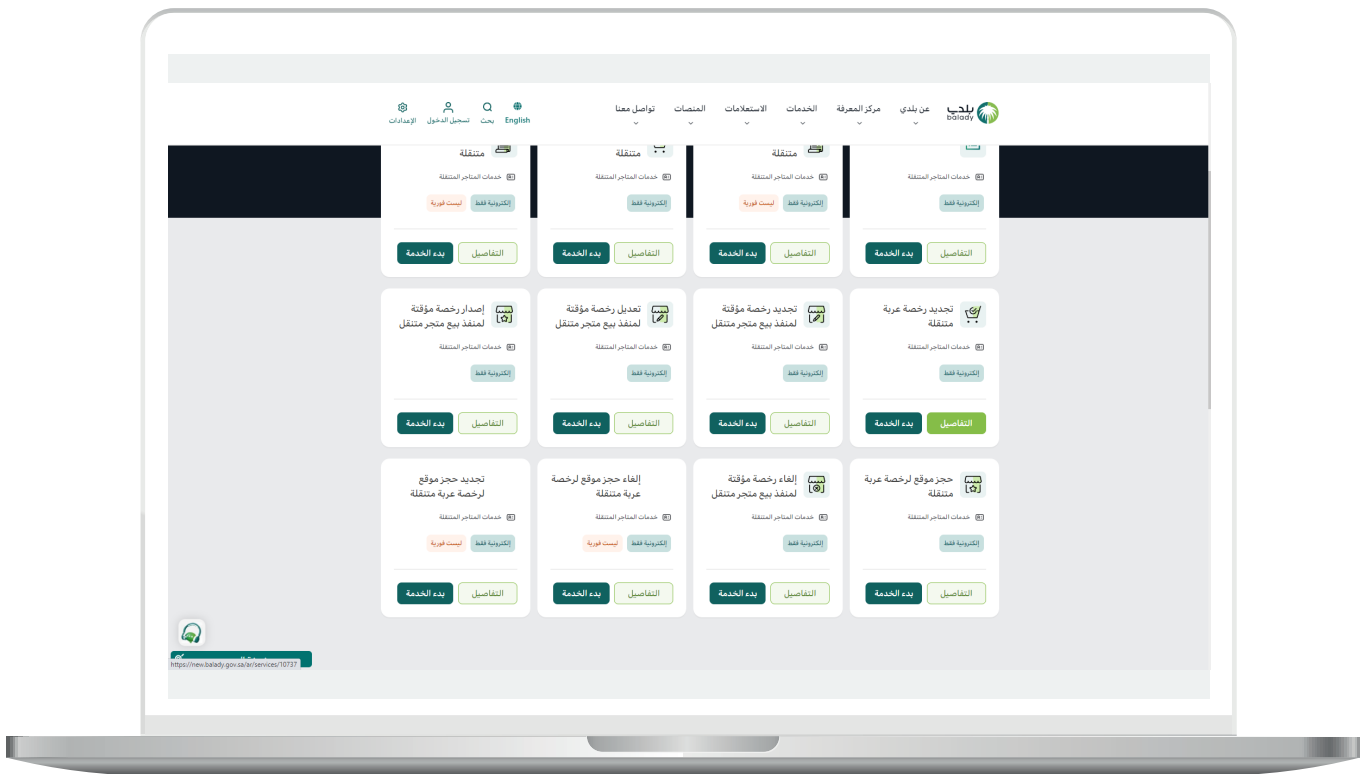 بلدي
balady
عن بلدي
مركز المعرفة
الخدمات
الاستعلامات
المنصات
تواصل معنا
English
بحث
تسجيل الدخول
الإعدادات
خدمات المتاجر المتنقلة
إلكترونية فقط
التفاصيل
بدء الخدمة
متنقلة
خدمات المتاجر المتنقلة
إلكترونية فقط
ليست فورية
التفاصيل
بدء الخدمة
متنقلة
خدمات المتاجر المتنقلة
إلكترونية فقط
التفاصيل
بدء الخدمة
متنقلة
خدمات المتاجر المتنقلة
إلكترونية فقط
ليست فورية
التفاصيل
بدء الخدمة
تجديد رخصة عربة
متنقلة
خدمات المتاجر المتنقلة
إلكترونية فقط
التفاصيل
بدء الخدمة
تجديد رخصة مؤقتة
لمنفذ بيع متجر متنقل
خدمات المتاجر المتنقلة
إلكترونية فقط
التفاصيل
بدء الخدمة
تعديل رخصة مؤقتة
لمنفذ بيع متجر متنقل
خدمات المتاجر المتنقلة
إلكترونية فقط
التفاصيل
بدء الخدمة
إصدار رخصة مؤقتة
لمنفذ بيع متجر متنقل
خدمات المتاجر المتنقلة
إلكترونية فقط
التفاصيل
بدء الخدمة
حجز موقع لرخصة عربة
متنقلة
خدمات المتاجر المتنقلة
إلكترونية فقط
التفاصيل
بدء الخدمة
إلغاء رخصة مؤقتة
لمنفذ بيع متجر متنقل
خدمات المتاجر المتنقلة
إلكترونية فقط
التفاصيل
بدء الخدمة
إلغاء حجز موقع لرخصة
عربة متنقلة
خدمات المتاجر المتنقلة
إلكترونية فقط
ليست فورية
التفاصيل
بدء الخدمة
تجديد حجز موقع
لرخصة عربة متنقلة
خدمات المتاجر المتنقلة
إلكترونية فقط
ليست فورية
التفاصيل
بدء الخدمة
https://new.balady.gov.sa/ar/services/10737